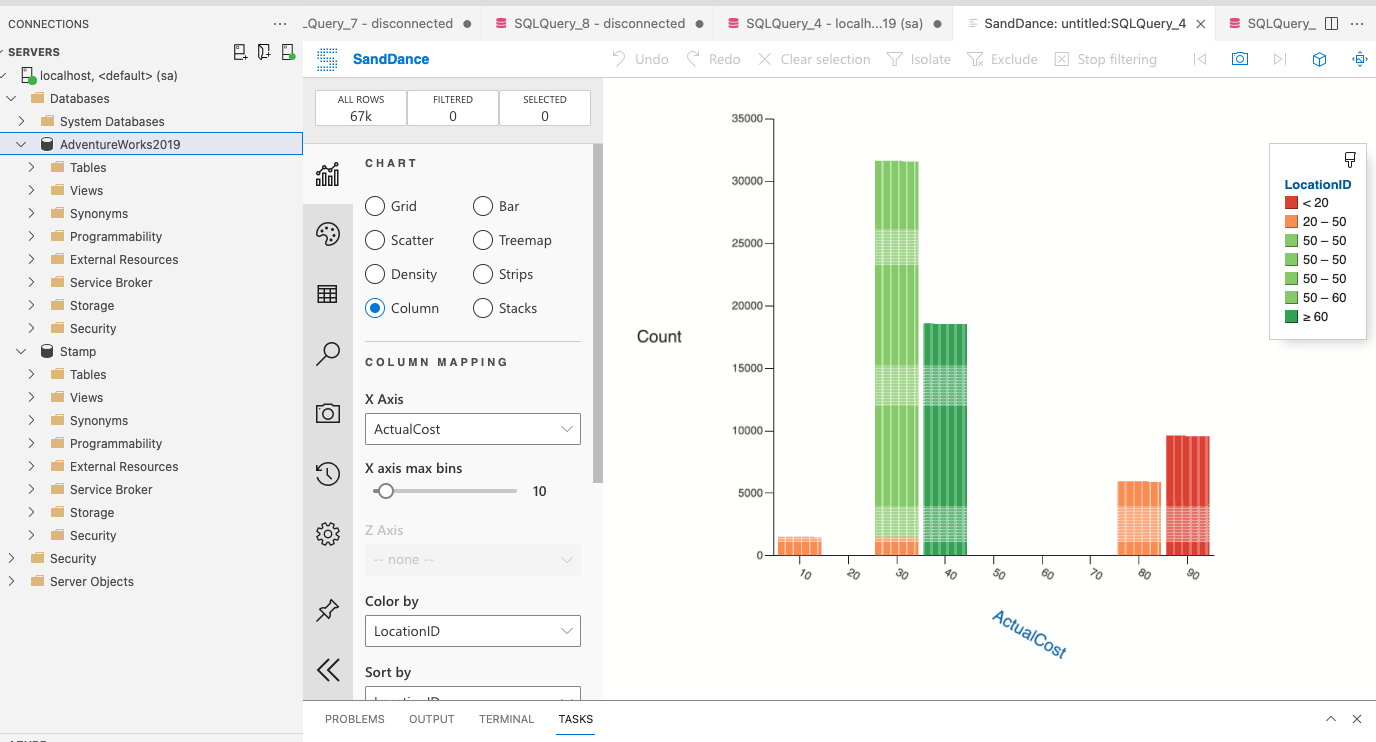 CONNECTIONS
SERVERS
localhost, <default> (sa)
Databases
System Databases
AdventureWorks2019
Tables
Views
Synonyms
Programmability
External Resources
Service Broker
Storage
Security
Stamp
Tables
Views
Synonyms
Programmability
External Resources
Service Broker
Storage
Security
Security
Server Objects
LQuery_7 - disconnected
SQLQuery_8 - disconnected
SQLQuery_4 - localh...19 (sa)
SandDance: untitled:SQLQuery_4
SQLQuery_
SandDance
Undo
Redo
Clear selection
Isolate
Exclude
Stop filtering
ALL ROWS
67k
FILTERED
0
SELECTED
0
CHART
Grid
Bar
Scatter
Treemap
Density
Strips
Column
Stacks
COLUMN MAPPING
X Axis
ActualCost
X axis max bins
10
Z Axis
-- none --
Color by
LocationID
Sort by
35000
30000
25000
20000
15000
10000
5000
0
Count
10
20
30
40
50
60
70
80
90
ActualCost
LocationID
< 20
20 – 50
50 – 50
50 – 50
50 – 50
50 – 60
≥ 60
PROBLEMS
OUTPUT
TERMINAL
TASKS